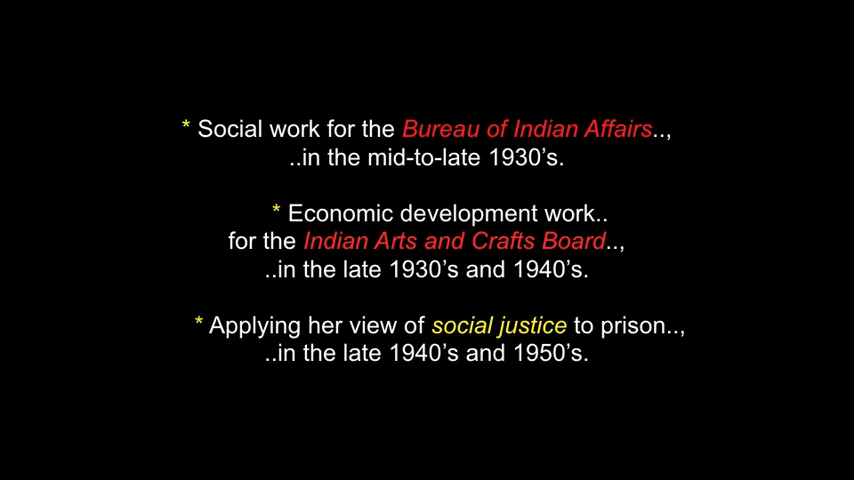 * Social work for the Bureau of Indian Affairs..,
..in the mid-to-late 1930’s.
* Economic development work..
for the Indian Arts and Crafts Board..,
..in the late 1930’s and 1940’s.
* Applying her view of social justice to prison..,
..in the late 1940’s and 1950’s.